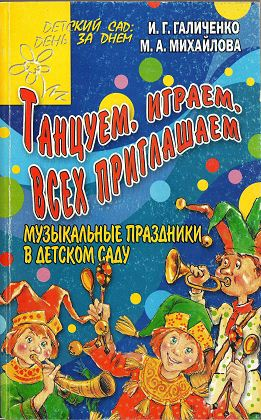 ДЕТСКИЙ САД:
ДЕНЬ ЗА ДНЕМ
И. Г. ГАЛИЧЕНКО
М. А. МИХАЙЛОВА
ТАНЦУЕМ, ИГРАЕМ,
ВСЕХ ПРИГЛАШАЕМ
МУЗЫКАЛЬНЫЕ ПРАЗДНИКИ
В ДЕТСКОМ САДУ